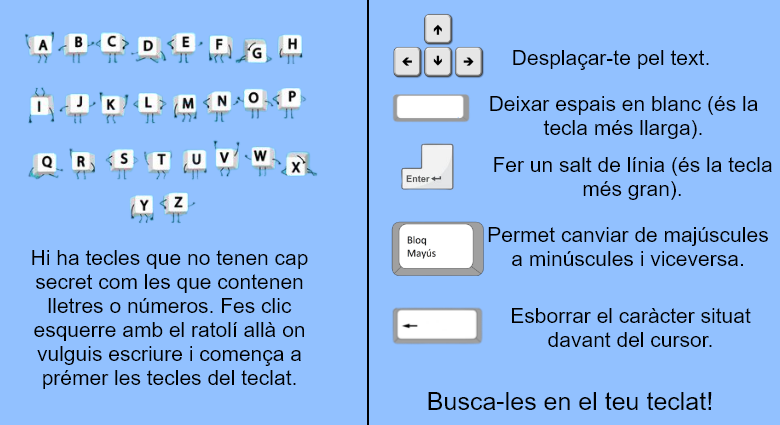 A B C D E F G H
I J K L M N O P
Q R S T U V W X
Y Z
Hi ha tecles que no tenen cap
secret com les que contenen
lletres o números. Fes clic
esquerre amb el ratolí allà on
vulguis escriure i comença a
prémer les tecles del teclat.
Desplaçar-te pel text.
Deixar espais en blanc (és la
tecla més llarga).
Enter
Fer un salt de línia (és la tecla
més gran).
Bloq
Mayús
Permet canviar de majúscules
a minúscules i viceversa.
Esborrar el caràcter situat
davant del cursor.
Busca-les en el teu teclat!